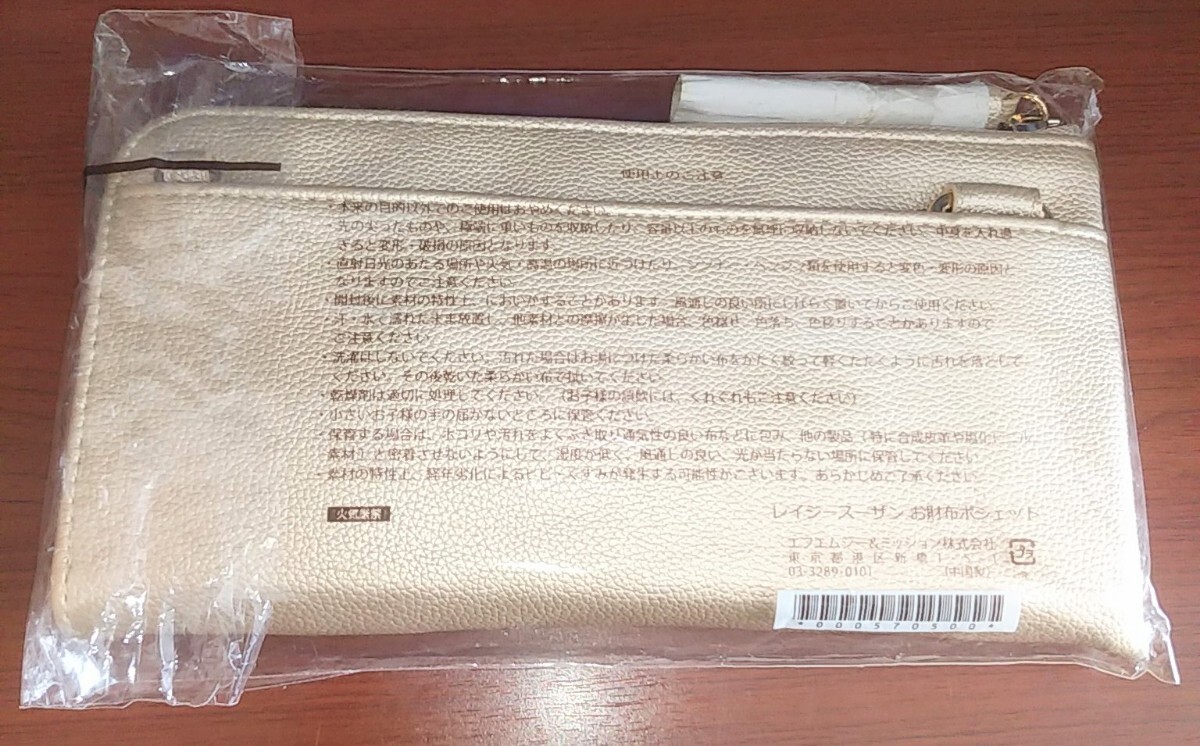 使用上のご注意
・本来の目的以外でのご使用はおやめください。
・先の尖ったものや、極端に重いものを収納したり、容量以上のものを無理に収納しないでください。中身を入れ過
ぎると変形・破損の原因となります。
・直射日光のあたる場所や火気・高温の場所に近づけたり、シンナー・ベンジン類を使用すると変色・変形の原因と
なりますのでご注意ください。
・開封後に素材の特性上、においがすることがあります。風通しの良い所にしばらく置いてからご使用ください。
・汗・水で濡れたまま放置し、他素材との摩擦が生じた場合、色褪せ、色落ち、色移りすることがありますので
ご注意ください。
・洗濯はしないでください。汚れた場合はお湯につけた柔らかい布をかたく絞って軽くたたくように汚れを落として
ください。その後乾いた柔らかい布で拭いてください。
・乾燥剤は適切に処理してください。（お子様の誤飲には、くれぐれもご注意ください）
・小さいお子様の手の届かないところに保管ください。
・保管する場合は、ホコリや汚れをよくふき取り通気性の良い布などに包み、他の製品（特に合成皮革や塩化ビニール
素材）と密着させないようにして、湿度が低く、風通しの良い、光が当たらない場所に保管してください。
・素材の特性上、経年劣化によるヒビ・くすみが発生する可能性がございます。あらかじめご了承ください。
火気厳禁
レイジースーザン お財布ポシェット
エフエムジー&ミッション株式会社
東京都港区新橋
03-3289-0101 （中国製）
*000570500*